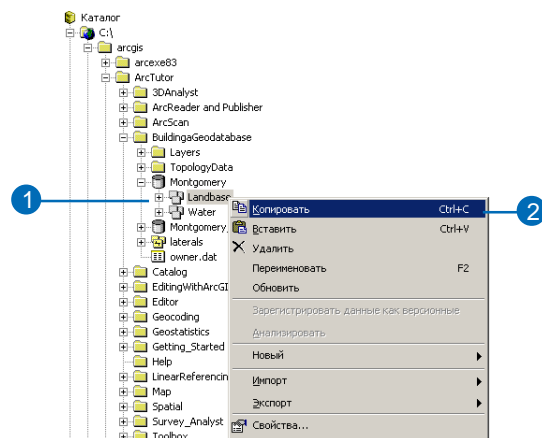 Каталог
C:\
arcgis
arcexe83
ArcTutor
3DAnalyst
ArcReader and Publisher
ArcScan
BuildingaGeodatabase
Layers
TopologyData
Montgomery
1
Landbase
Water
Montgomery_
laterals
owner.dat
Catalog
EditingWithArcGI
Editor
Geocoding
Geostatistics
Getting_Started
Help
LinearReferencin
Map
Spatial
Survey_Analyst
Toolbox
Копировать Ctrl+C
2
Вставить Ctrl+V
Удалить
Переименовать F2
Обновить
Зарегистрировать данные как версионные
Анализировать
Новый
Импорт
Экспорт
Свойства...